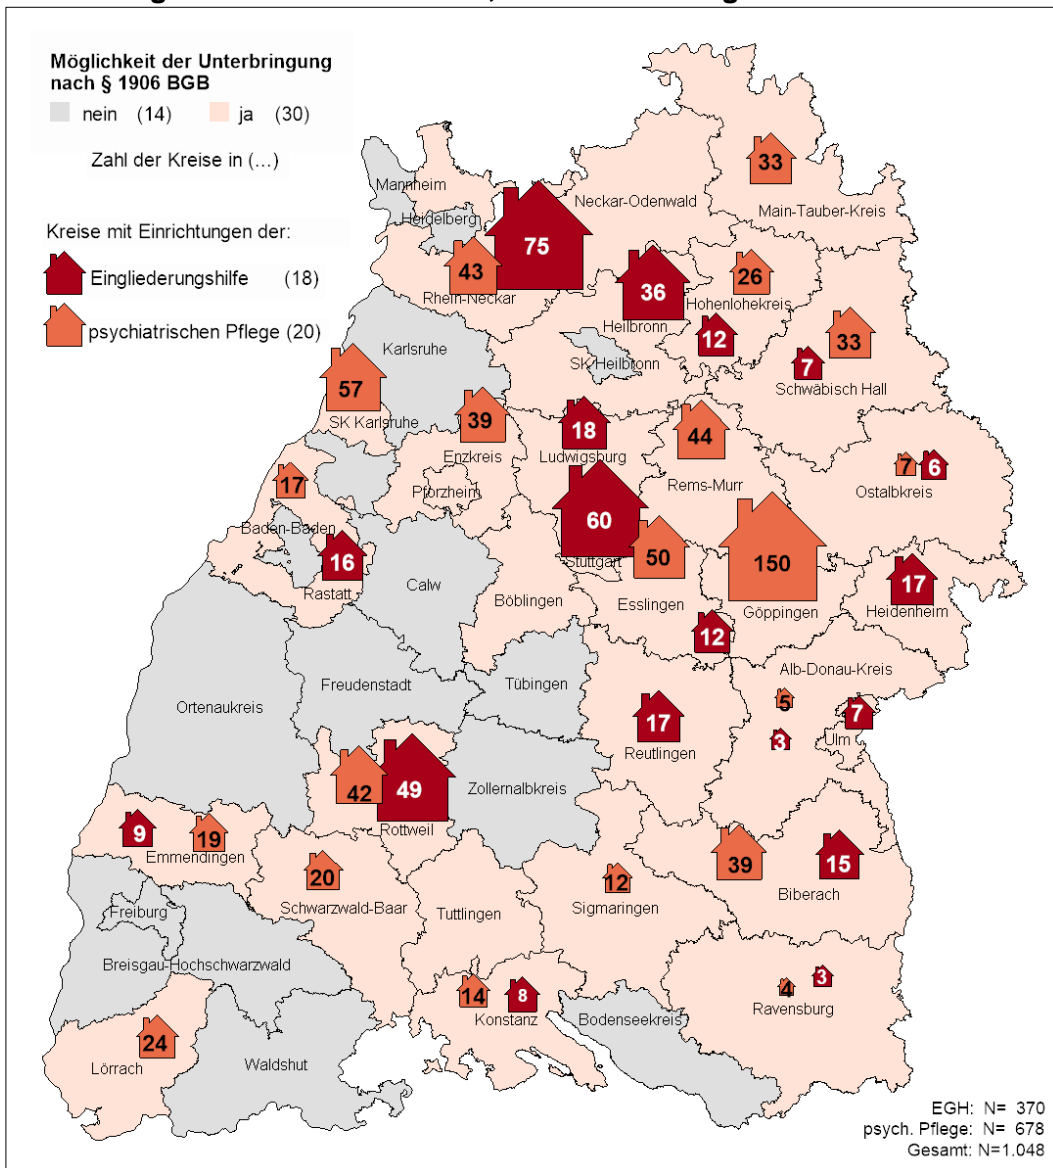 Möglichkeit der Unterbringung
nach § 1906 BGB
nein (14) ja (30)
Zahl der Kreise in (...)
Kreise mit Einrichtungen der:
Eingliederungshilfe (18)
psychiatrischen Pflege (20)
33
Mannheim
Neckar-Odenwald
Main-Tauber-Kreis
Heidelberg
75
43
36
26
Rhein-Neckar
Hohenlohekreis
Heilbronn
12
33
Karlsruhe
SK Heilbronn
7
Schwäbisch Hall
57
SK Karlsruhe
39
18
44
Enzkreis
Ludwigsburg
7
6
17
Pforzheim
Rems-Murr
Ostalbkreis
Baden-Baden
60
16
Stuttgart
50
150
17
Rastatt
Calw
Böblingen
Esslingen
Göppingen
Heidenheim
12
Alb-Donau-Kreis
Freudenstadt
Tübingen
5
Ortenaukreis
17
7
Reutlingen
3
Ulm
42
49
Zollernalbkreis
Rottweil
9
19
39
15
Emmendingen
20
12
Biberach
Schwarzwald-Baar
Tuttlingen
Sigmaringen
Freiburg
Breisgau-Hochschwarzwald
14
8
4
3
Konstanz
Bodenseekreis
Ravensburg
24
Lörrach
Waldshut
EGH: N= 370
psych. Pflege: N= 678
Gesamt: N=1.048